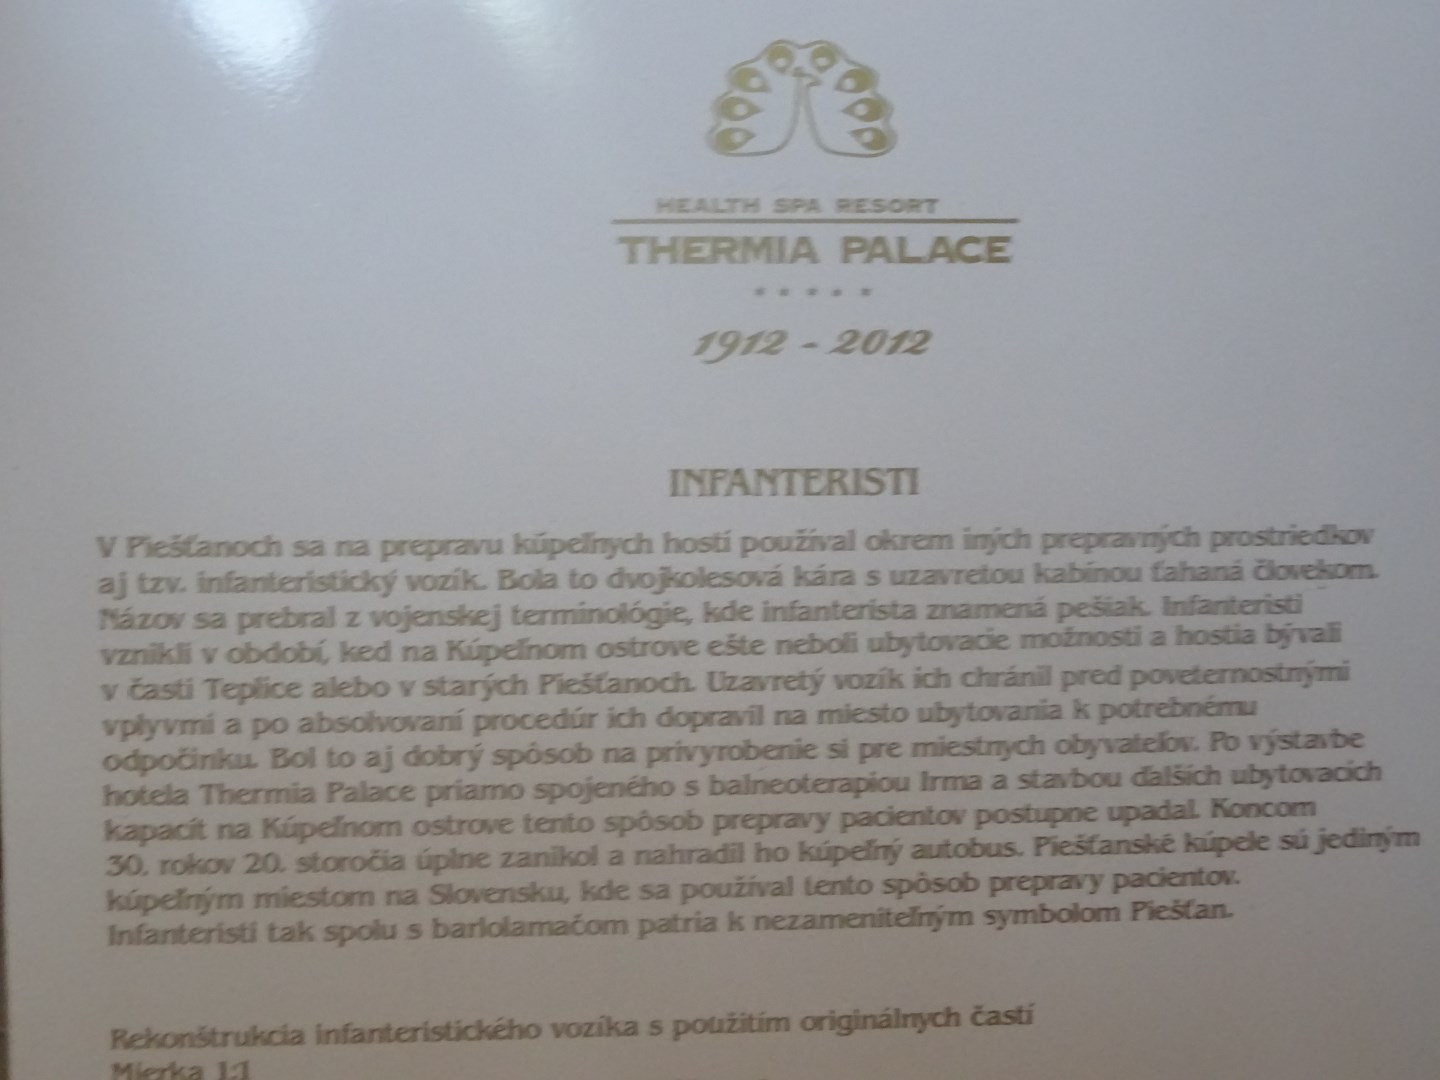 HEALTH SPA RESORT
THERMIA PALACE
1912 - 2012
INFANTERISTI
V Piešťanoch sa na prepravu kúpeľných hostí používal okrem iných prepravných prostriedkov
aj tzv. infanteristický vozík. Bola to dvojkolesová kára s uzavretou kabínou ťahaná človekom.
Názov sa prebral z vojenskej terminológie, kde infanterista znamená pešiak. Infanteristi
vznikli v období, ked na Kúpeľnom ostrove ešte neboli ubytovacie možnosti a hostia bývali
v časti Teplice alebo v starých Piešťanoch. Uzavretý vozík ich chránil pred poveternostnými
vplyvmi a po absolvovaní procedúr ich dopravil na miesto ubytovania k potrebnému
odpočinku. Bol to aj dobrý spôsob na privyrobenie si pre miestnych obyvateľov. Po výstavbe
hotela Thermia Palace priamo spojeného s balneoterapiou Irma a stavbou ďalších ubytovacích
kapacít na Kúpeľnom ostrove tento spôsob prepravy pacientov postupne upadal. Koncom
30. rokov 20. storočia úplne zanikol a nahradil ho kúpeľný autobus. Piešťanské kúpele sú jediným
kúpeľným miestom na Slovensku, kde sa používal tento spôsob prepravy pacientov.
Infanteristi tak spolu s barlolamačom patria k nezameniteľným symbolom Piešťan.
Rekonštrukcia infanteristického vozíka s použitím originálnych častí
Mierka 1:1